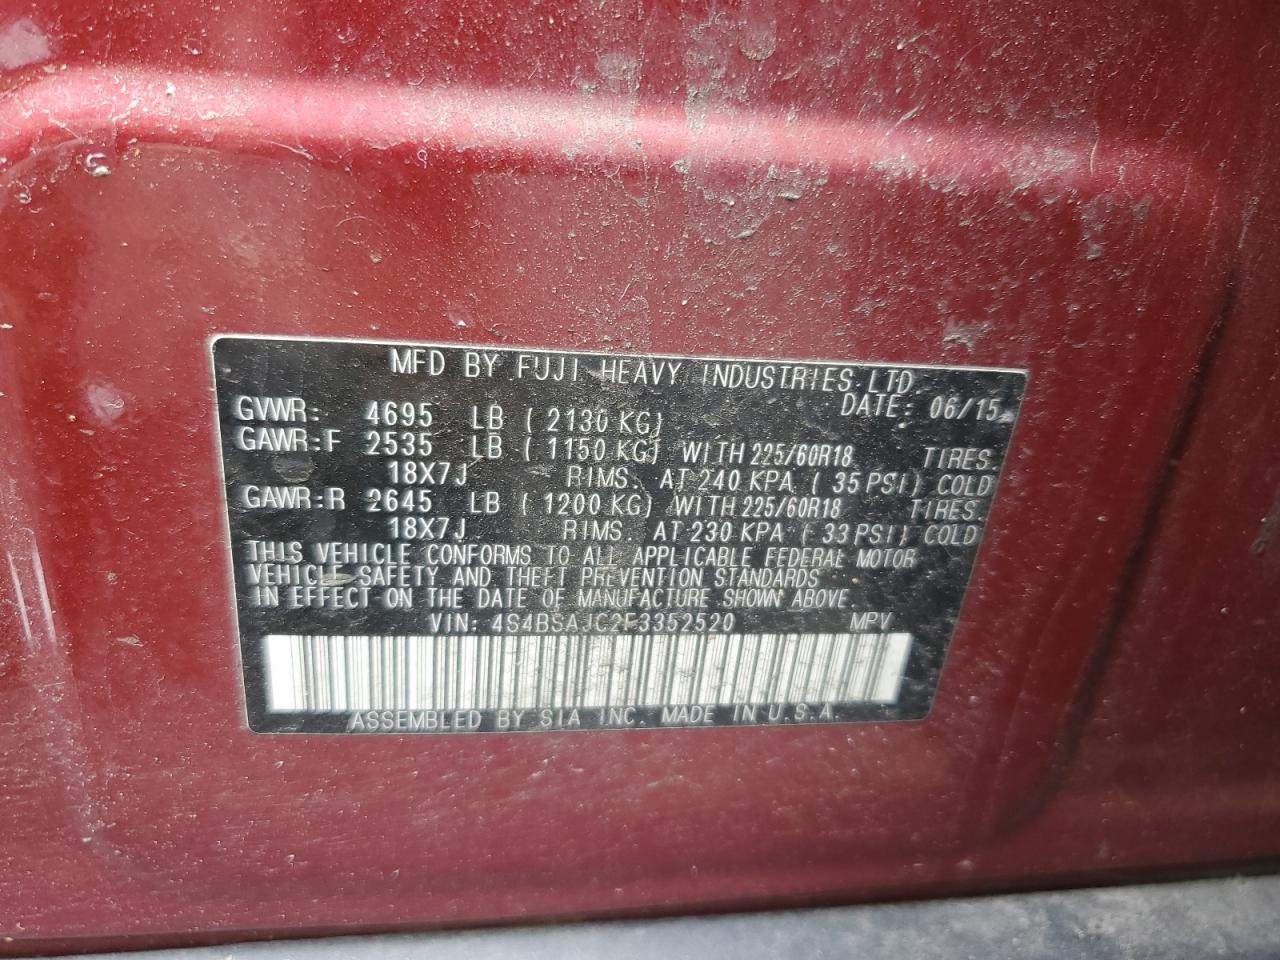 MFD BY FUJI HEAVY INDUSTRIES LTD
DATE: 06/15
GVWR: 4695 LB ( 2130 KG)
GAWR:F 2535 LB ( 1150 KG) WITH 225/60R18 TIRES
18X7J RIMS. AT 240 KPA ( 35 PSI) COLD
GAWR:R 2645 LB ( 1200 KG) WITH 225/60R18 TIRES
18X7J RIMS. AT 230 KPA ( 33 PSI) COLD
THIS VEHICLE CONFORMS TO ALL APPLICABLE FEDERAL MOTOR
VEHICLE SAFETY AND THEFT PREVENTION STANDARDS
IN EFFECT ON THE DATE OF MANUFACTURE SHOWN ABOVE.
VIN: 4S4BSAJC2F3352520 MPV
ASSEMBLED BY SIA INC. MADE IN U.S.A.